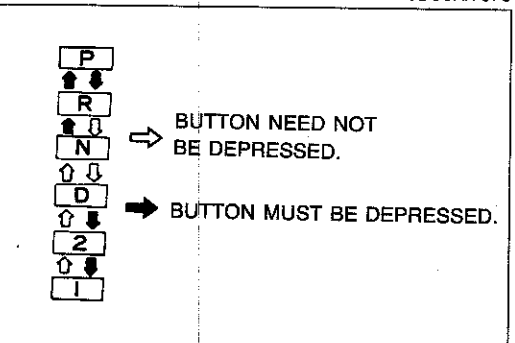 P
R
N
D
2
1
BUTTON NEED NOT
BE DEPRESSED.
BUTTON MUST BE DEPRESSED.